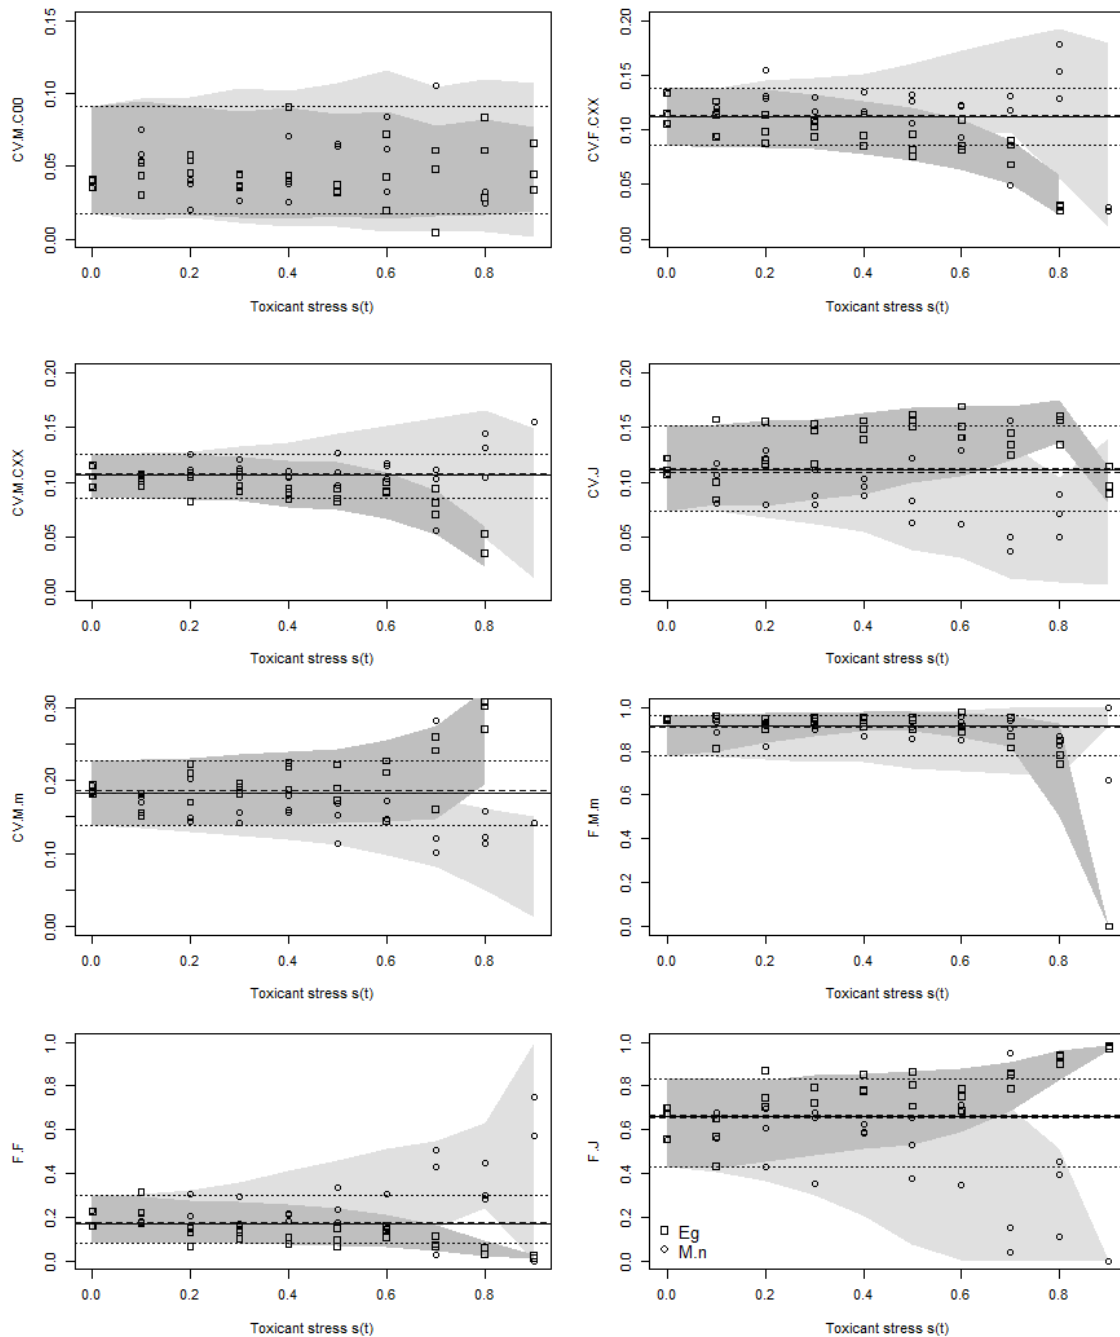 CV.M.C00
0.00 0.05 0.10 0.15
0.0 0.2 0.4 0.6 0.8
Toxicant stress s(t)
CV.F.CXX
0.00 0.05 0.10 0.15 0.20
0.0 0.2 0.4 0.6 0.8
Toxicant stress s(t)
CV.M.CXX
0.00 0.05 0.10 0.15 0.20
0.0 0.2 0.4 0.6 0.8
Toxicant stress s(t)
CV.J
0.00 0.05 0.10 0.15 0.20
0.0 0.2 0.4 0.6 0.8
Toxicant stress s(t)
CV.M.m
0.00 0.10 0.20 0.30
0.0 0.2 0.4 0.6 0.8
Toxicant stress s(t)
F.M.m
0.0 0.2 0.4 0.6 0.8 1.0
0.0 0.2 0.4 0.6 0.8
Toxicant stress s(t)
F.F
0.0 0.2 0.4 0.6 0.8 1.0
0.0 0.2 0.4 0.6 0.8
Toxicant stress s(t)
F.J
0.0 0.2 0.4 0.6 0.8 1.0
Eg
M.n
0.0 0.2 0.4 0.6 0.8
Toxicant stress s(t)